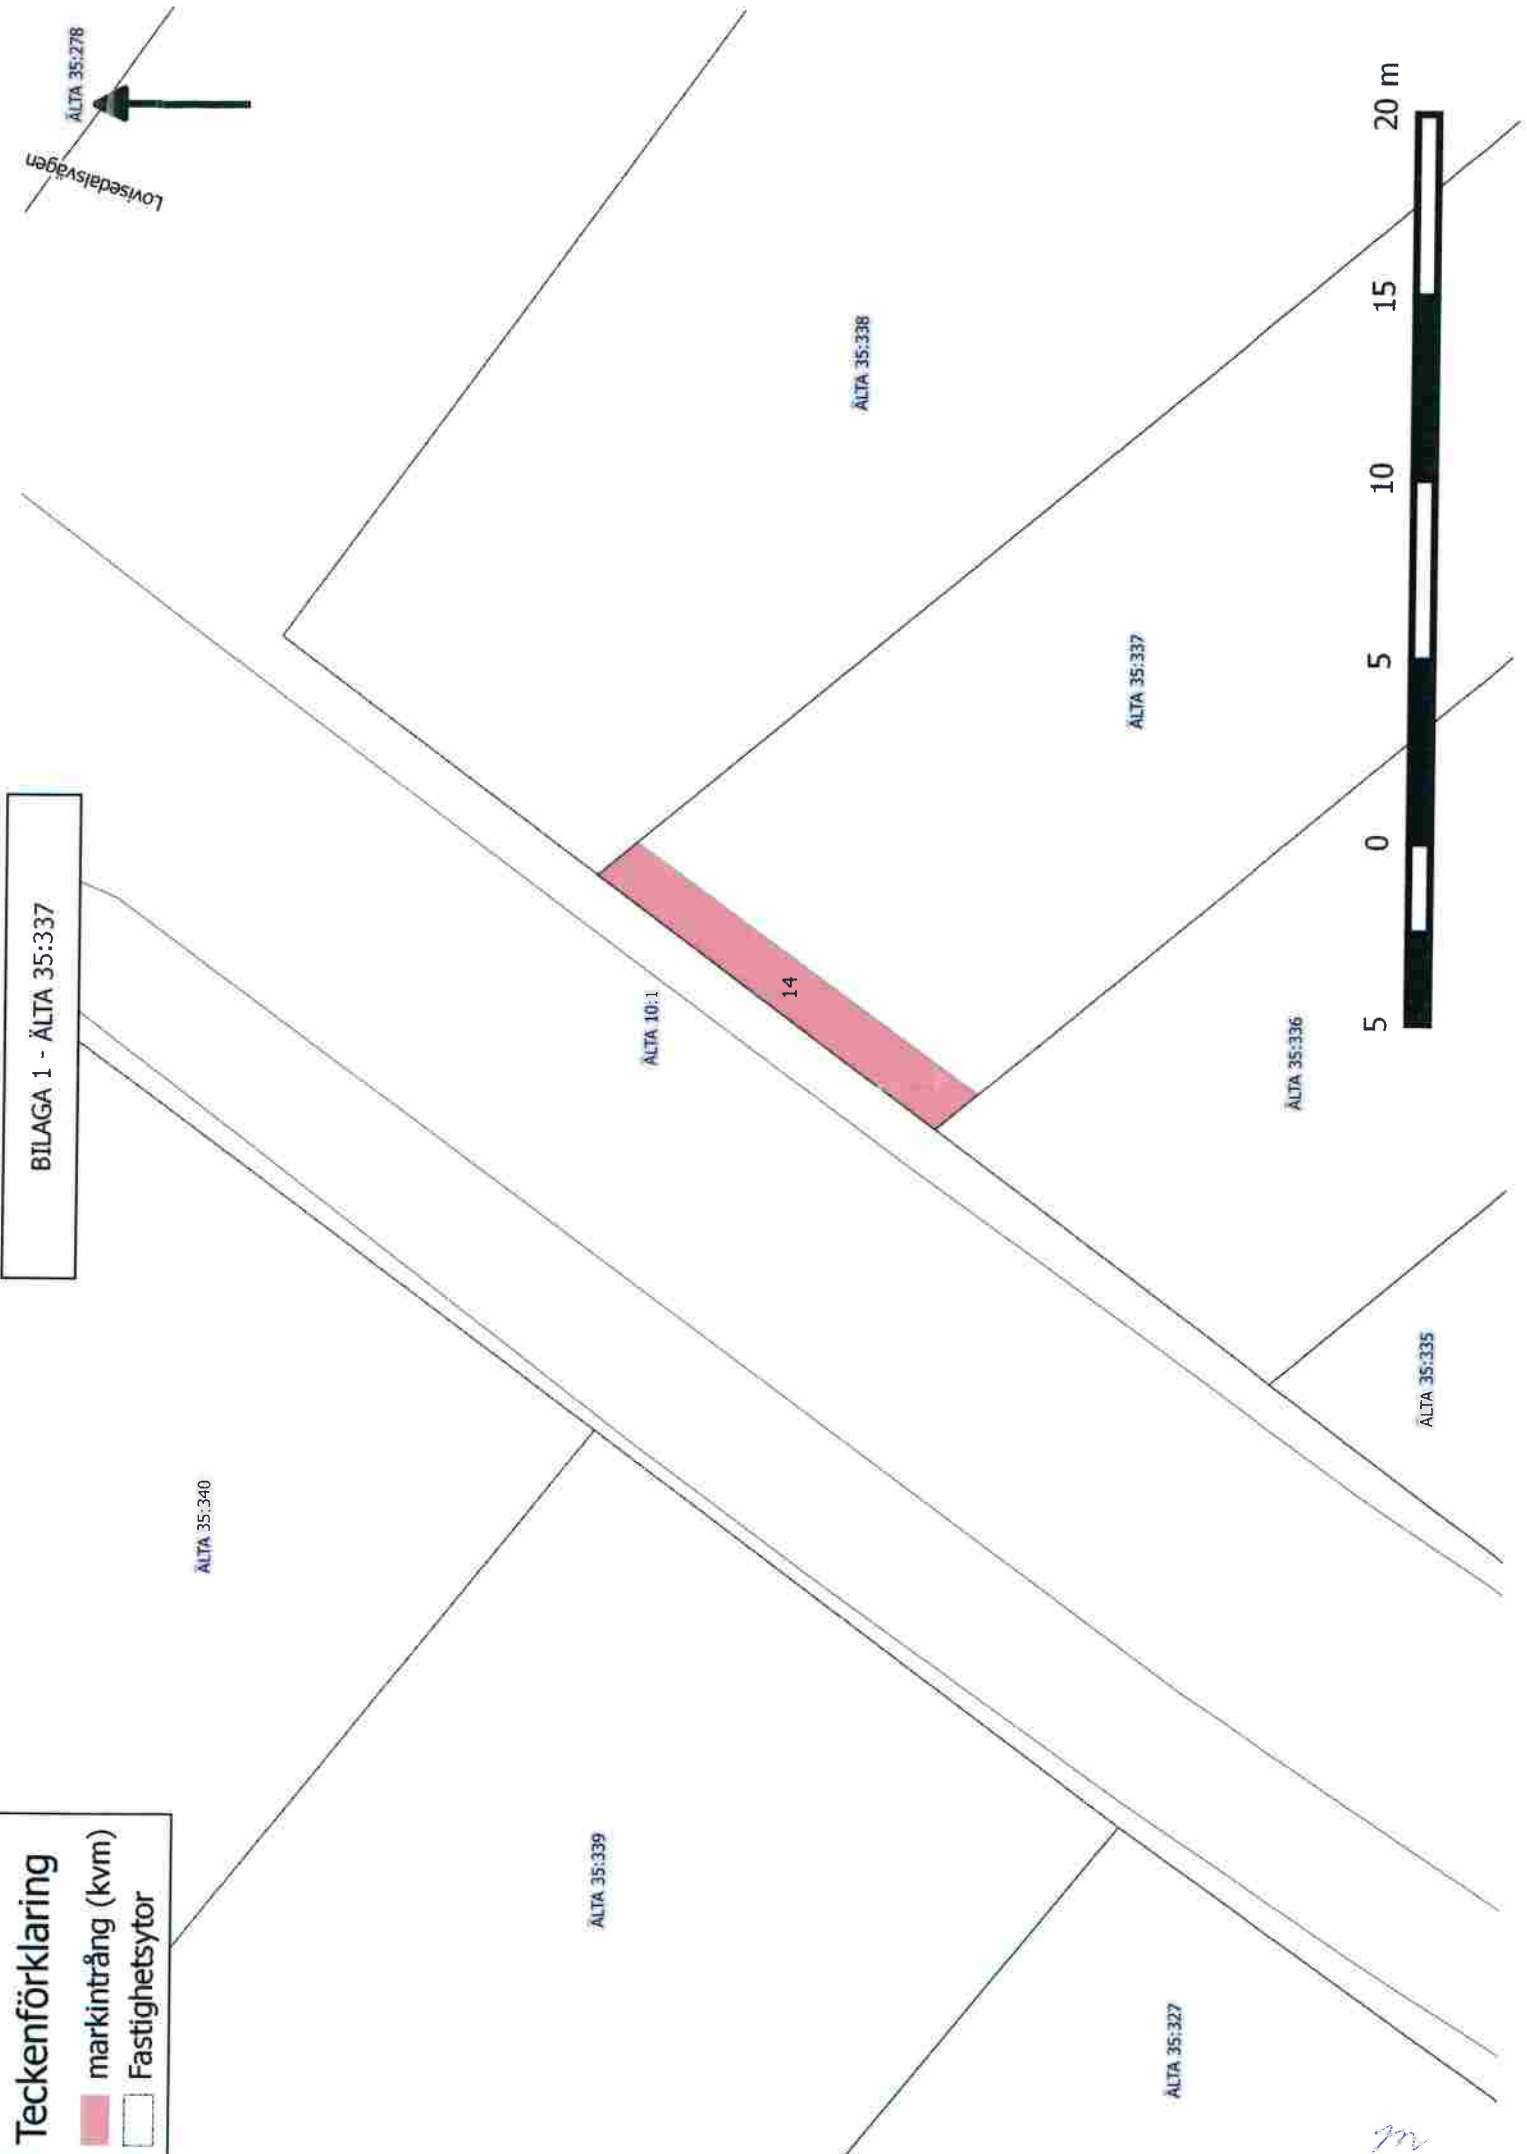 BILAGA 1 - ÄLTA 35:337
Teckenförklaring
markintrång (kvm)
Fastighetsytor
ÄLTA 35:278
Lovisedalsvägen
ÄLTA 35:340
ÄLTA 10:1
ÄLTA 35:338
14
ÄLTA 35:339
ÄLTA 35:337
ÄLTA 35:336
ÄLTA 35:327
ÄLTA 35:335
5 0 5 10 15 20 m